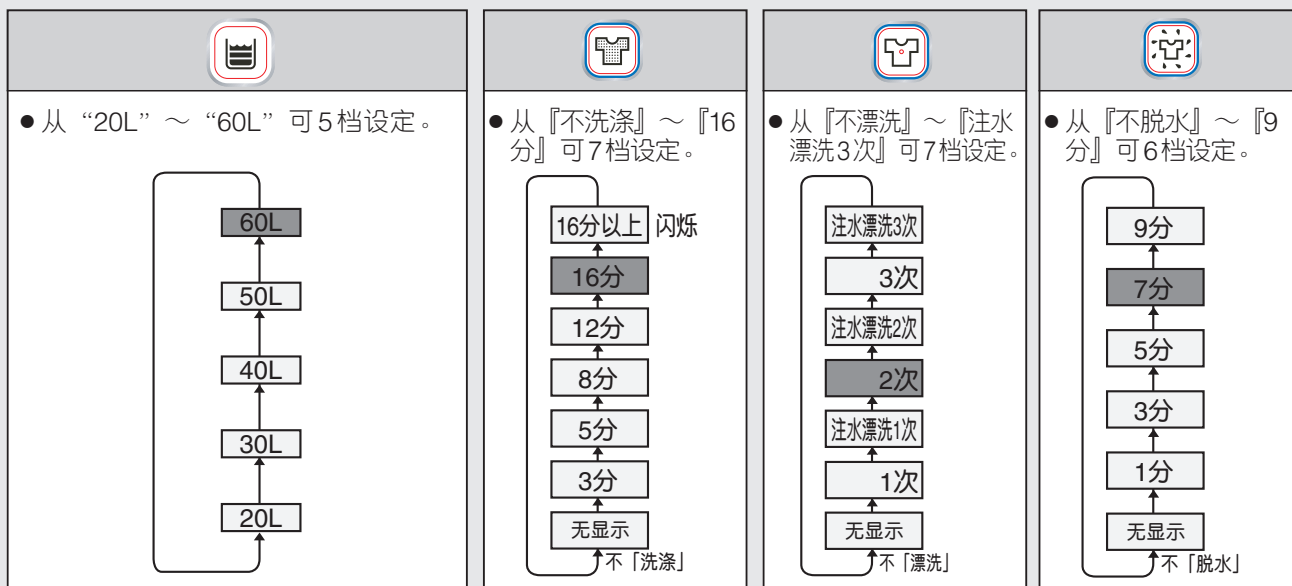 ●从“20L”～“60L”可5档设定。
60L
50L
40L
30L
20L
●从『不洗涤』～『16
分』可7档设定。
16分以上 闪烁
16分
12分
8分
5分
3分
无显示
不「洗涤」
●从『不漂洗』～『注水
漂洗3次』可7档设定。
注水漂洗3次
3次
注水漂洗2次
2次
注水漂洗1次
1次
无显示
不「漂洗」
●从『不脱水』～『9
分』可6档设定。
9分
7分
5分
3分
1分
无显示
不「脱水」